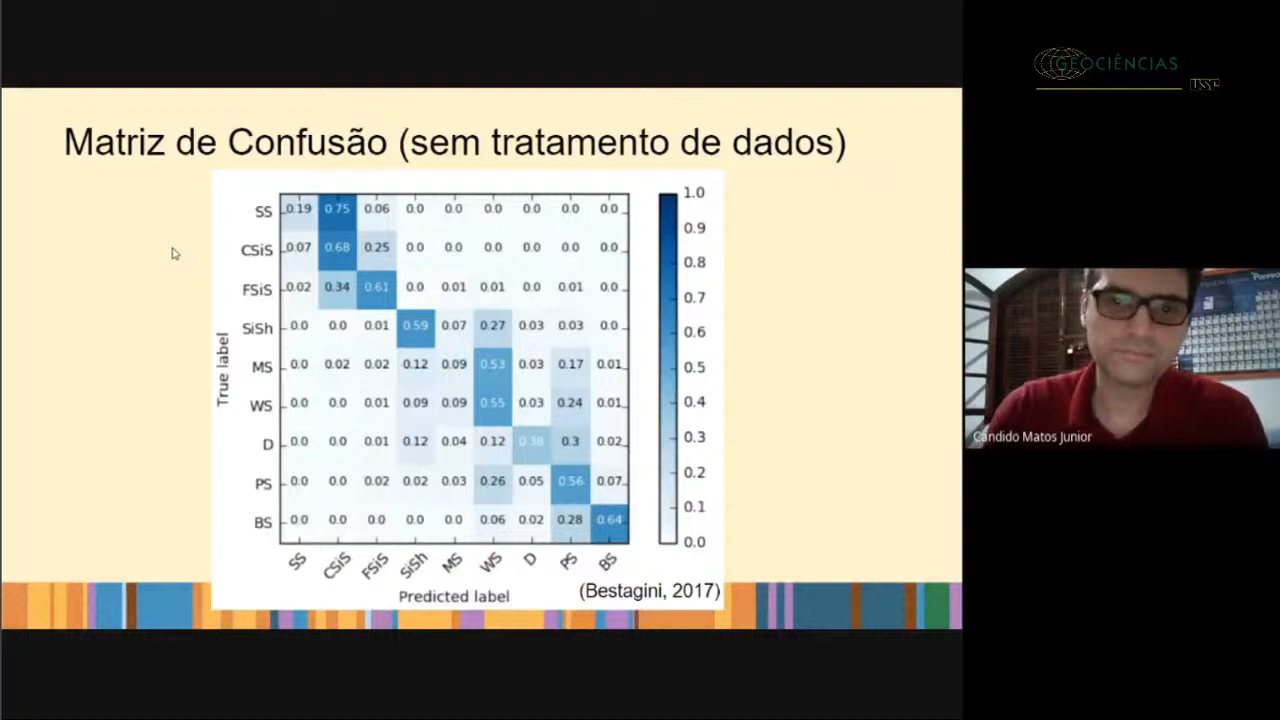 GEOCIÊNCIAS
USP
Matriz de Confusão (sem tratamento de dados)
SS 0.19 0.75 0.06 0.0 0.0 0.0 0.0 0.0 0.0
CSiS 0.07 0.68 0.25 0.0 0.0 0.0 0.0 0.0 0.0
FSiS 0.02 0.34 0.61 0.0 0.01 0.01 0.0 0.01 0.0
SiSh 0.0 0.0 0.01 0.59 0.07 0.27 0.03 0.03 0.0
MS 0.0 0.02 0.02 0.12 0.09 0.53 0.03 0.17 0.01
WS 0.0 0.0 0.01 0.09 0.09 0.55 0.03 0.24 0.01
D 0.0 0.0 0.01 0.12 0.04 0.12 0.38 0.3 0.02
PS 0.0 0.0 0.02 0.02 0.03 0.26 0.05 0.56 0.07
BS 0.0 0.0 0.0 0.0 0.0 0.06 0.02 0.28 0.64
SS CSiS FSiS SiSh MS WS D PS BS
True label
Predicted label
1.0
0.9
0.8
0.7
0.6
0.5
0.4
0.3
0.2
0.1
0.0
(Bestagini, 2017)
Candido Matos Junior